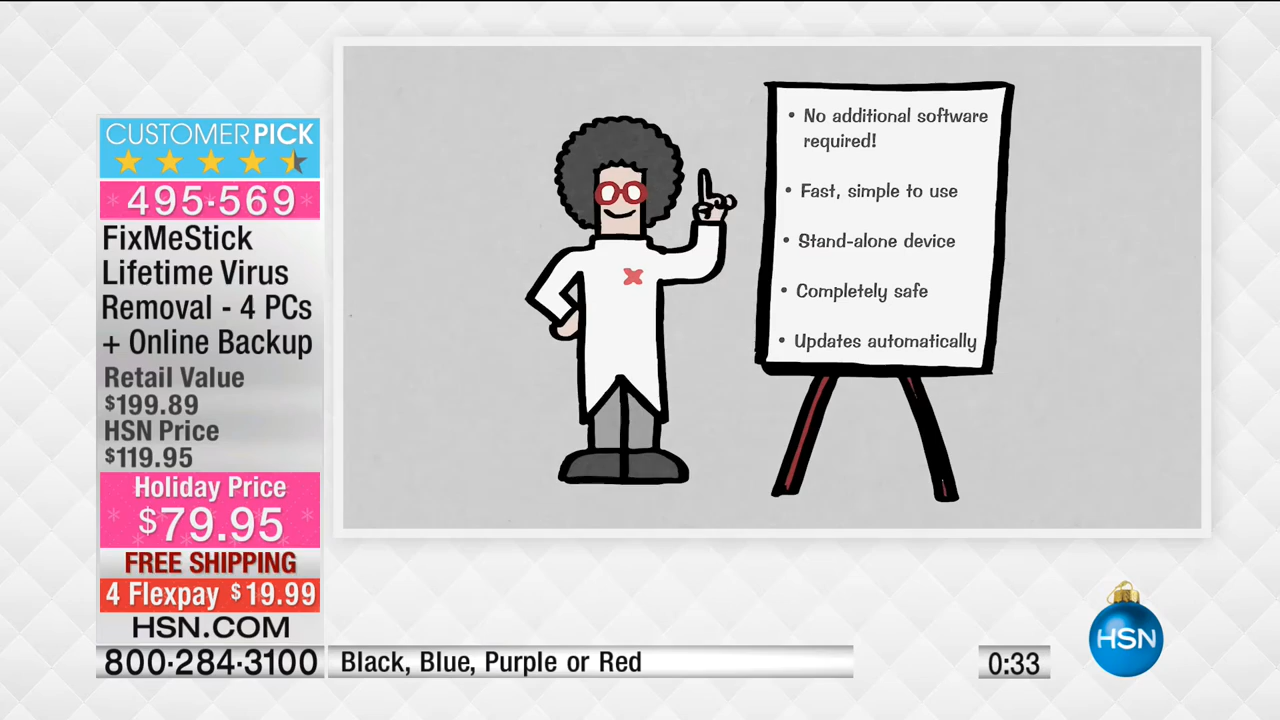 CUSTOMER PICK
495-569
FixMeStick
Lifetime Virus
Removal - 4 PCs
+ Online Backup
Retail Value
$199.89
HSN Price
$119.95
Holiday Price
$79.95
FREE SHIPPING
4 Flexpay $19.99
HSN.COM
800·284·3100
• No additional software
required!
• Fast, simple to use
• Stand-alone device
• Completely safe
• Updates automatically
Black, Blue, Purple or Red
0:33
HSN